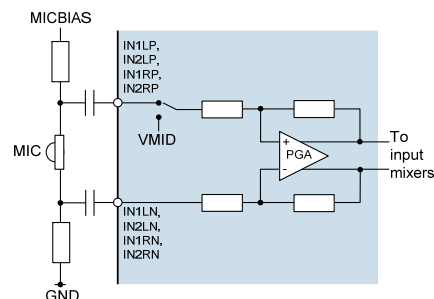 MICBIAS
IN1LP,
IN2LP,
IN1RP,
IN2RP
VMID
MIC
+
PGA
-
To
input
mixers
IN1LN,
IN2LN,
IN1RN,
IN2RN
GND